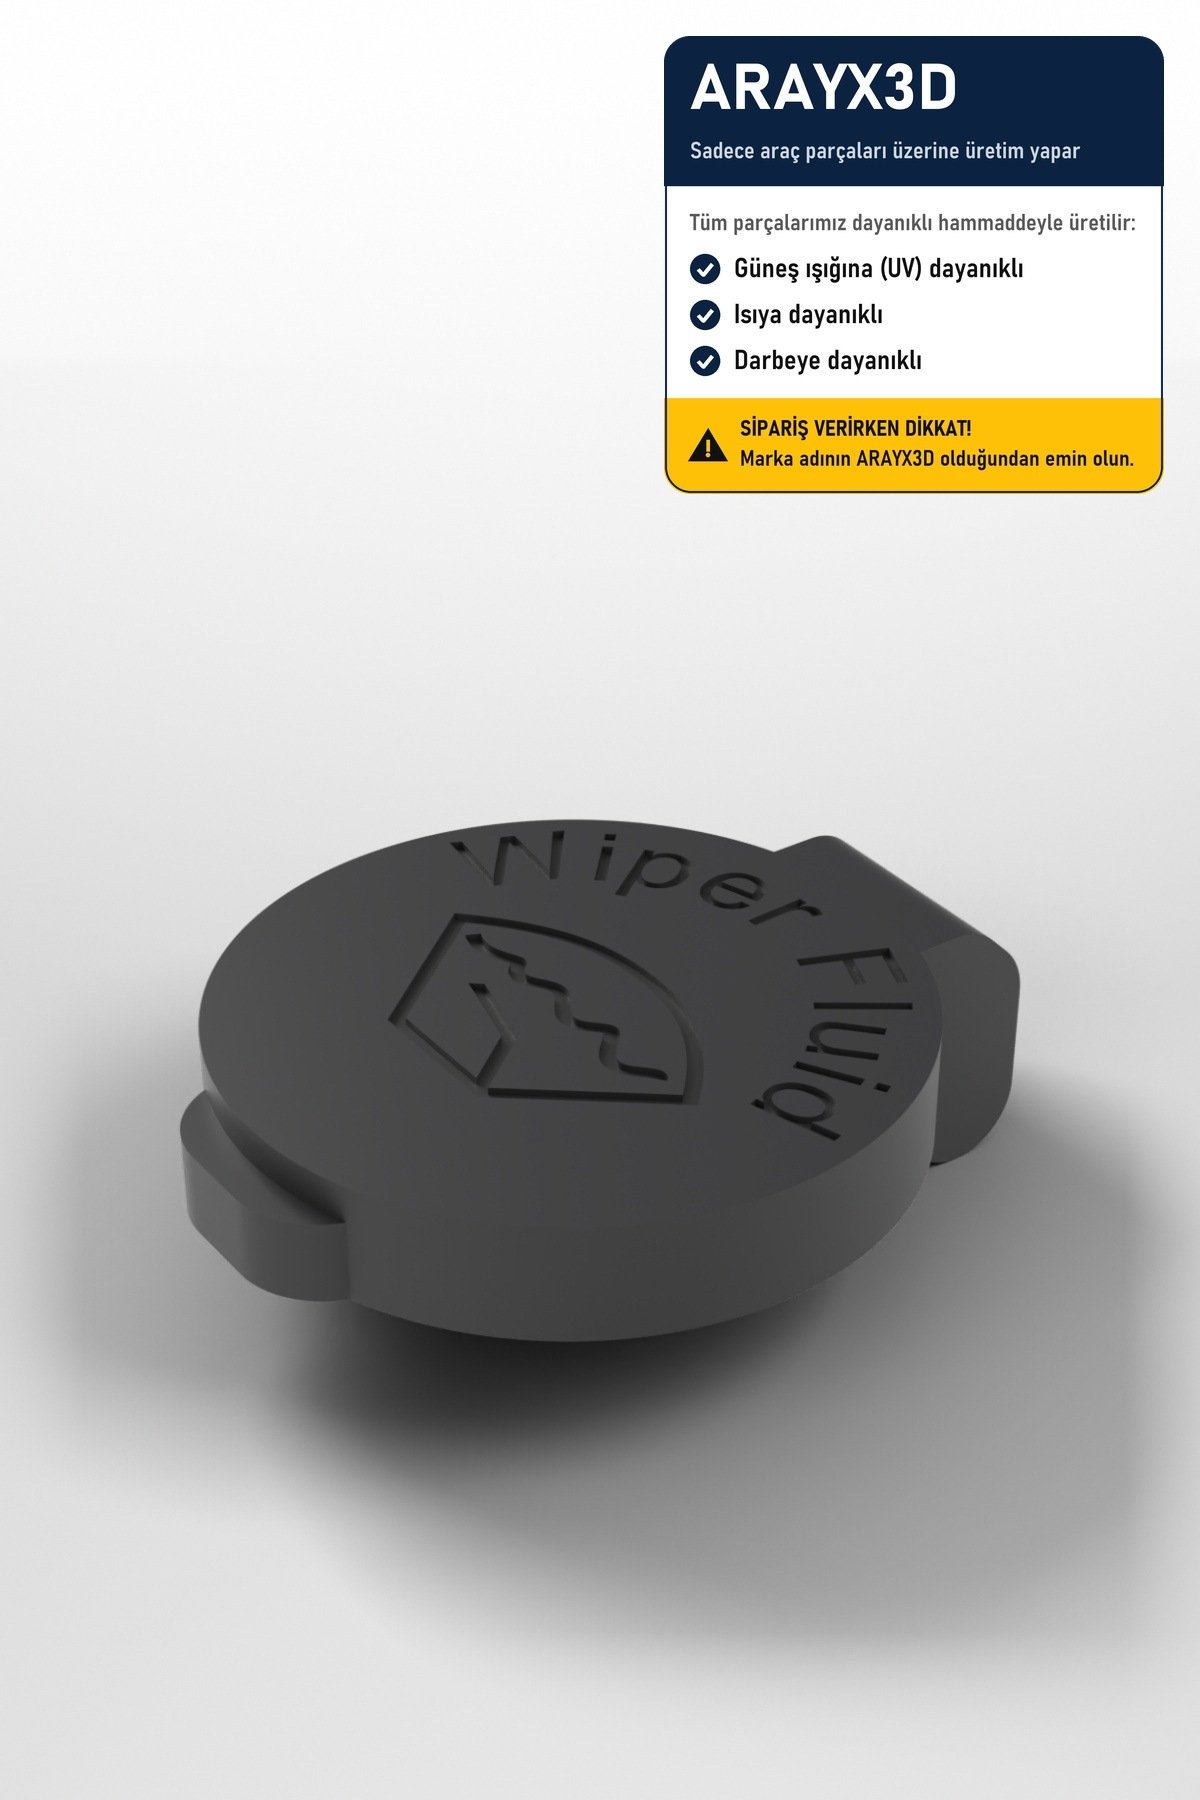 ARAYX3D
Sadece araç parçaları üzerine üretim yapar
Tüm parçalarımız dayanıklı hammaddeyle üretilir:
Güneş ışığına (UV) dayanıklı
Isıya dayanıklı
Darbeye dayanıklı
SİPARİŞ VERİRKEN DİKKAT!
Marka adının ARAYX3D olduğundan emin olun.
Wiper Fluid